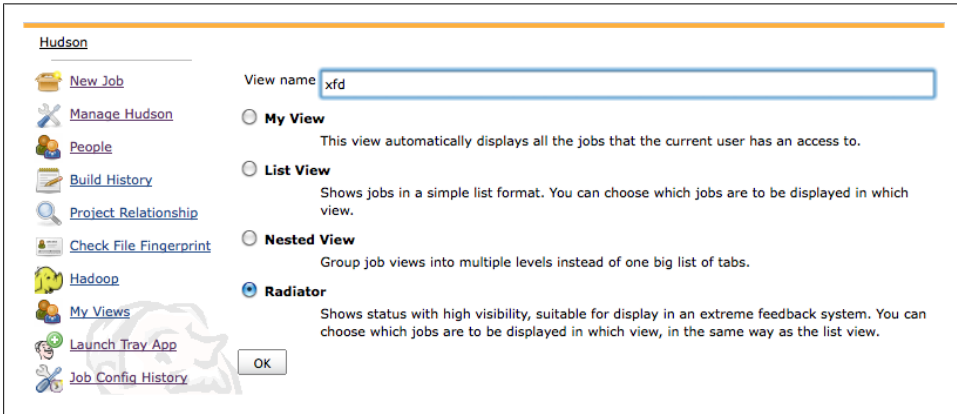 Hudson
New Job
Manage Hudson
People
Build History
Project Relationship
Check File Fingerprint
Hadoop
My Views
Launch Tray App
Job Config History
View name xfd
My View
This view automatically displays all the jobs that the current user has an access to.
List View
Shows jobs in a simple list format. You can choose which jobs are to be displayed in which
view.
Nested View
Group job views into multiple levels instead of one big list of tabs.
Radiator
Shows status with high visibility, suitable for display in an extreme feedback system. You can
choose which jobs are to be displayed in which view, in the same way as the list view.
OK